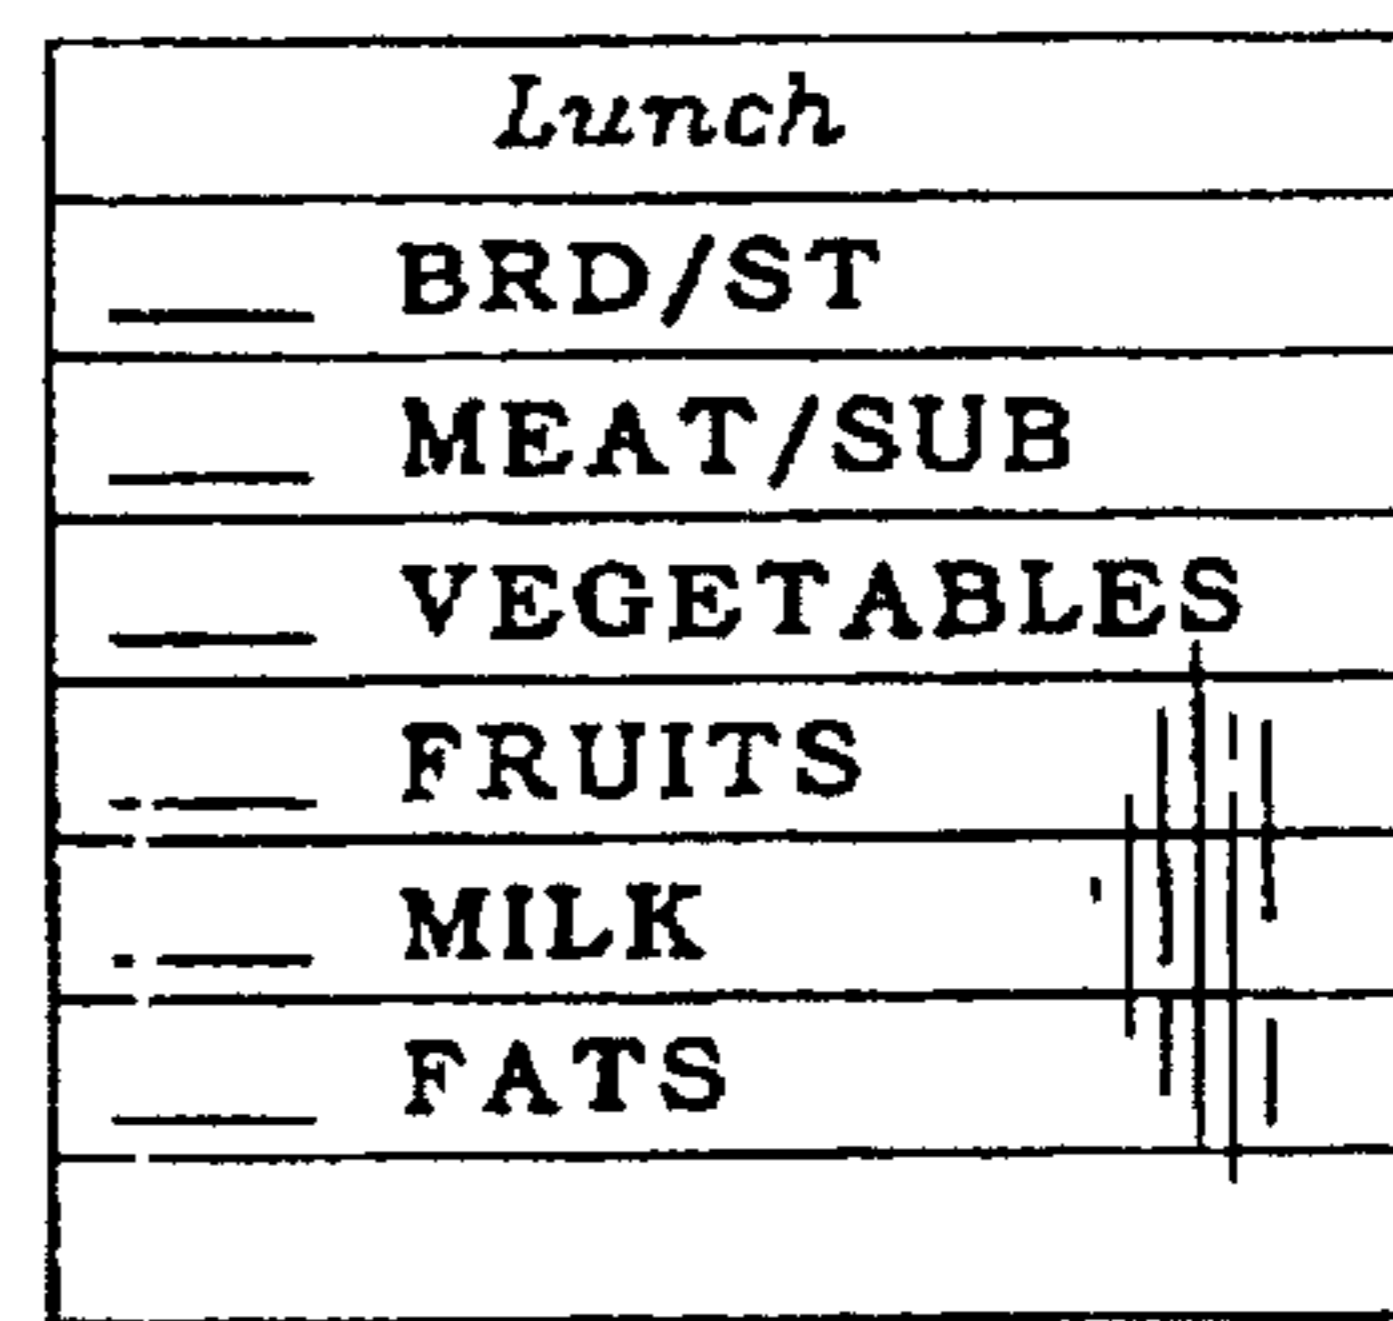 Lunch
___ BRD/ST
___ MEAT/SUB
___ VEGETABLES
___ FRUITS
___ MILK
___ FATS